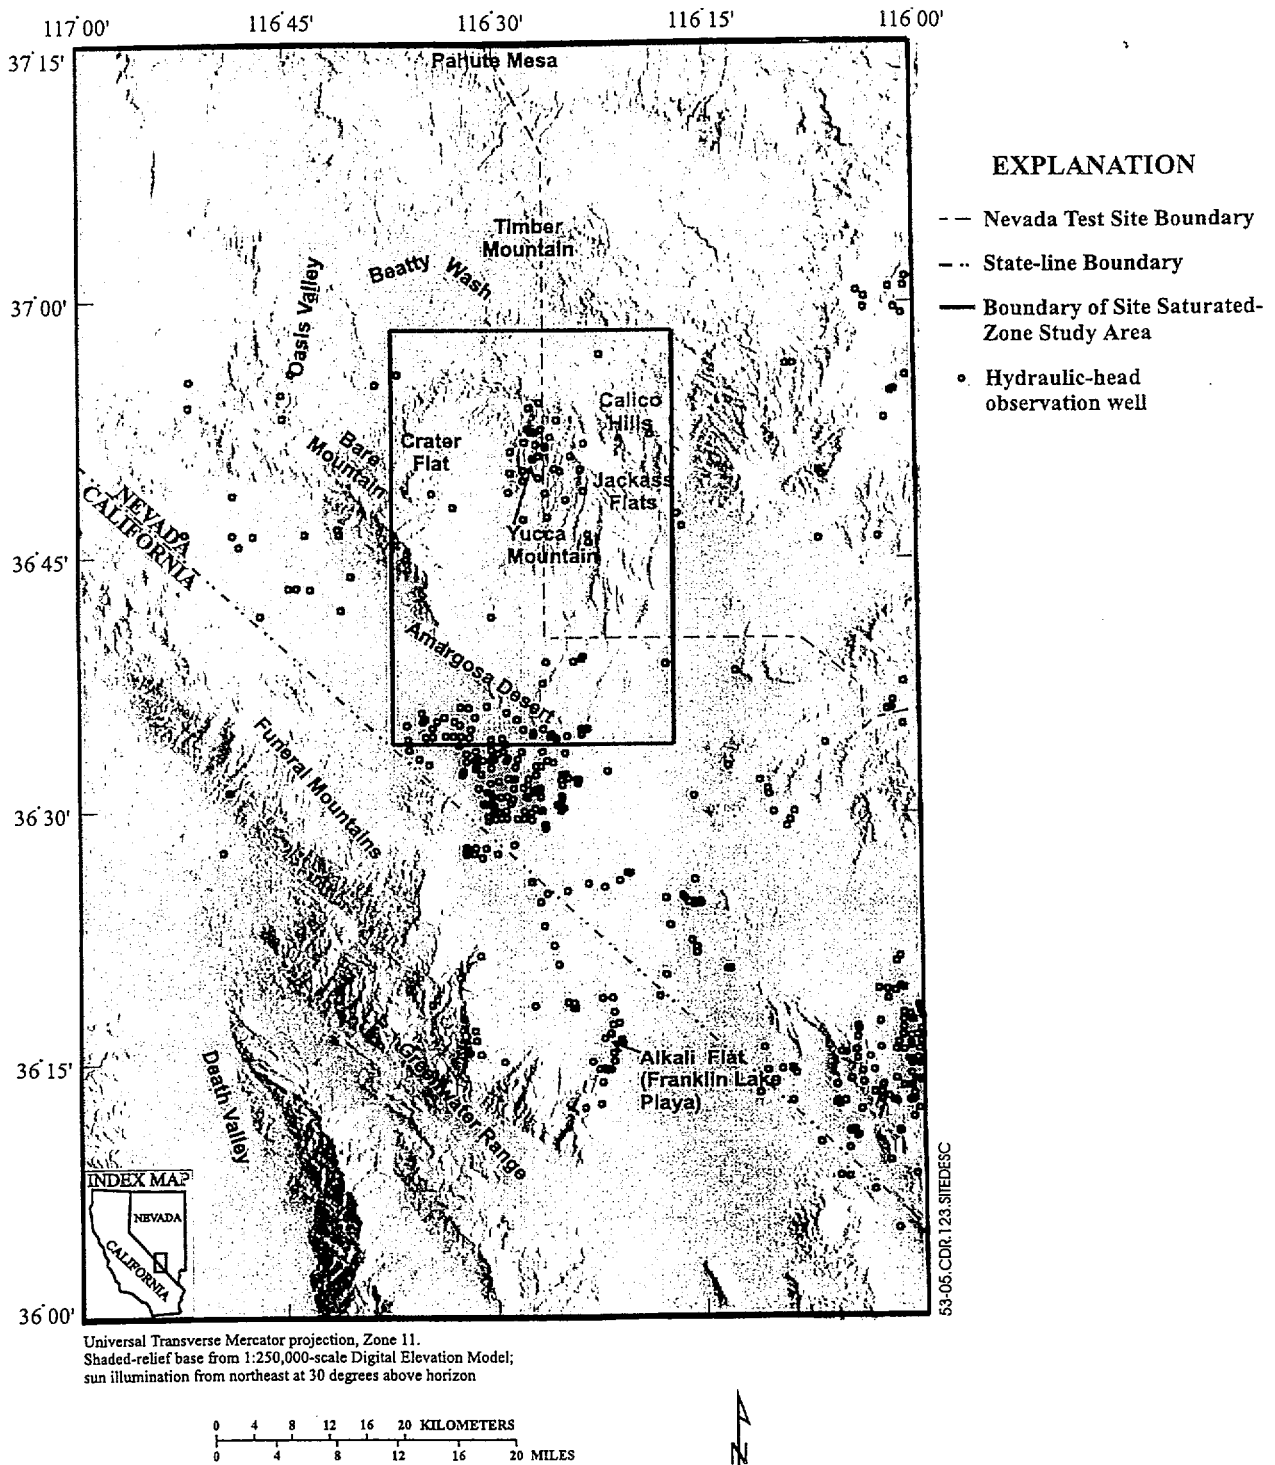 117°00'
116°45'
116°30'
116°15'
116°00'
37°15'
Pahute Mesa
EXPLANATION
Nevada Test Site Boundary
State-line Boundary
Boundary of Site Saturated-
Zone Study Area
Hydraulic-head
observation well
Timber
Mountain
Beatty Wash
Oasis Valley
37°00'
Calico
Hills
Crater
Flat
Bare
Mountain
Jackass
Flats
Yucca
Mountain
NEVADA
CALIFORNIA
36°45'
Amargosa Desert
Funeral Mountains
36°30'
Alkali Flat
(Franklin Lake
Playa)
36°15'
Greenwater Range
Death Valley
INDEX MAP
NEVADA
CALIFORNIA
36°00'
53-05.CDR.123.SITEDESC
Universal Transverse Mercator projection, Zone 11.
Shaded-relief base from 1:250,000-scale Digital Elevation Model;
sun illumination from northeast at 30 degrees above horizon
0 4 8 12 16 20 KILOMETERS
0 4 8 12 16 20 MILES
N